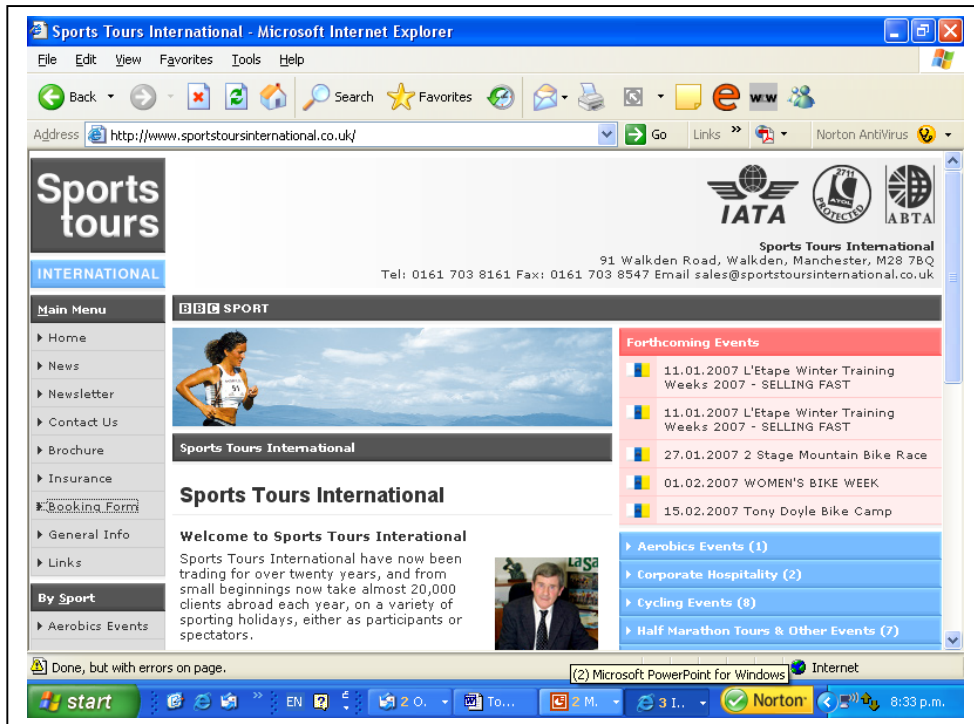 Sports Tours International - Microsoft Internet Explorer
File Edit View Favorites Tools Help
Back Search Favorites W:W
Address http://www.sportstoursinternational.co.uk/ Go Links » Norton AntiVirus
Sports
tours
INTERNATIONAL
IATA
2711
ATOL
PROTECTED
ABTA
Sports Tours International
91 Walkden Road, Walkden, Manchester, M28 7BQ
Tel: 0161 703 8161 Fax: 0161 703 8547 Email sales@sportstoursinternational.co.uk
Main Menu
Home
News
Newsletter
Contact Us
Brochure
Insurance
Booking Form
General Info
Links
By Sport
Aerobics Events
BBC SPORT
51
Sports Tours International
Sports Tours International
Welcome to Sports Tours Interational
Sports Tours International have now been
trading for over twenty years, and from
small beginnings now take almost 20,000
clients abroad each year, on a variety of
sporting holidays, either as participants or
spectators.
LaSa
Forthcoming Events
11.01.2007 L'Etape Winter Training
Weeks 2007 - SELLING FAST
11.01.2007 L'Etape Winter Training
Weeks 2007 - SELLING FAST
27.01.2007 2 Stage Mountain Bike Race
01.02.2007 WOMEN'S BIKE WEEK
15.02.2007 Tony Doyle Bike Camp
Aerobics Events (1)
Corporate Hospitality (2)
Cycling Events (8)
Half Marathon Tours & Other Events (7)
Done, but with errors on page. Internet
(2) Microsoft PowerPoint for Windows
start » EN 2 O... To... 2 M... 3 I... Norton 8:33 p.m.